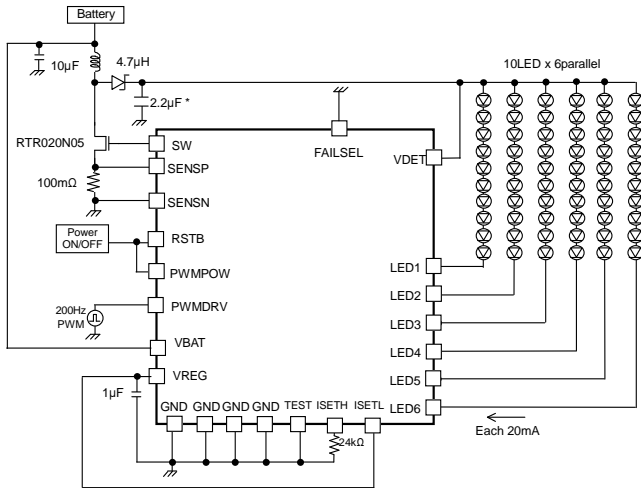 Battery
10μF
4.7μH
2.2μF *
10LED x 6parallel
RTR020N05
SW
FAILSEL
VDET
SENSP
100mΩ
SENSN
Power
ON/OFF
RSTB
PWMPOW
LED1
LED2
200Hz
PWM
PWMDRV
LED3
VBAT
LED4
VREG
LED5
1μF
GND
GND
GND
GND
TEST
ISETH
ISETL
LED6
24kΩ
Each 20mA